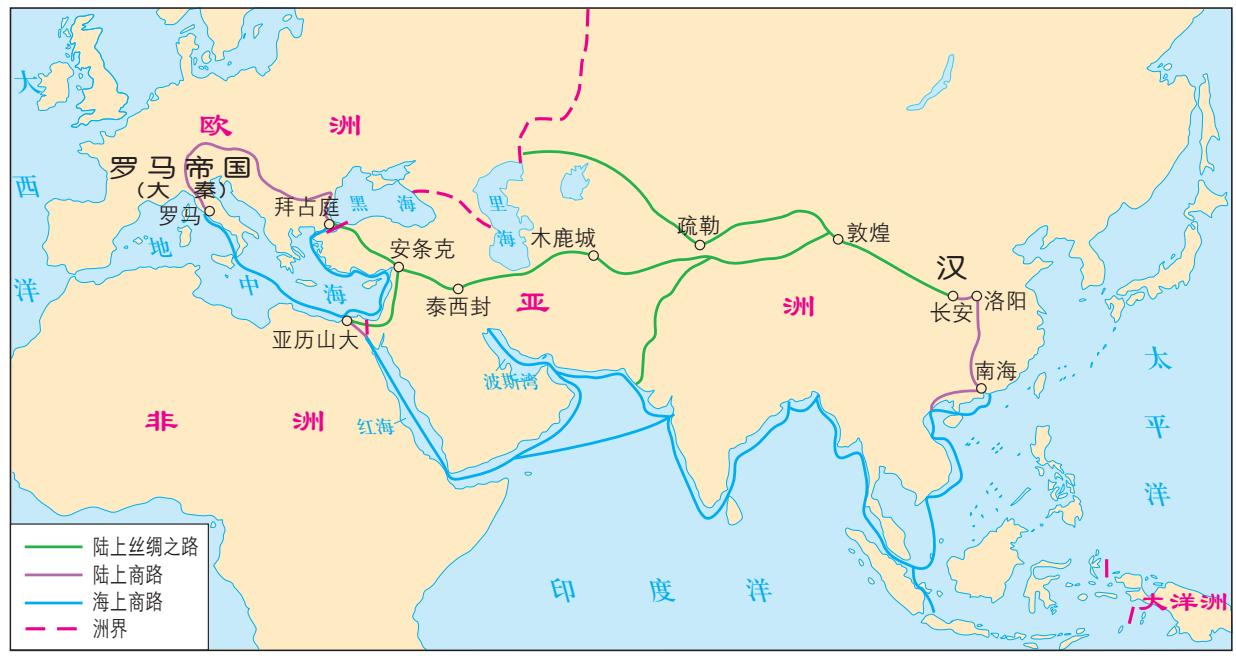 大西洋
欧洲
罗马帝国
（大秦）
罗马
拜占庭
黑海
里海
地中海
安条克
木鹿城
疏勒
敦煌
泰西封
亚洲
汉
长安
洛阳
亚历山大
南海
波斯湾
太平洋
非洲
红海
印度洋
大洋洲
陆上丝绸之路
陆上商路
海上商路
洲界